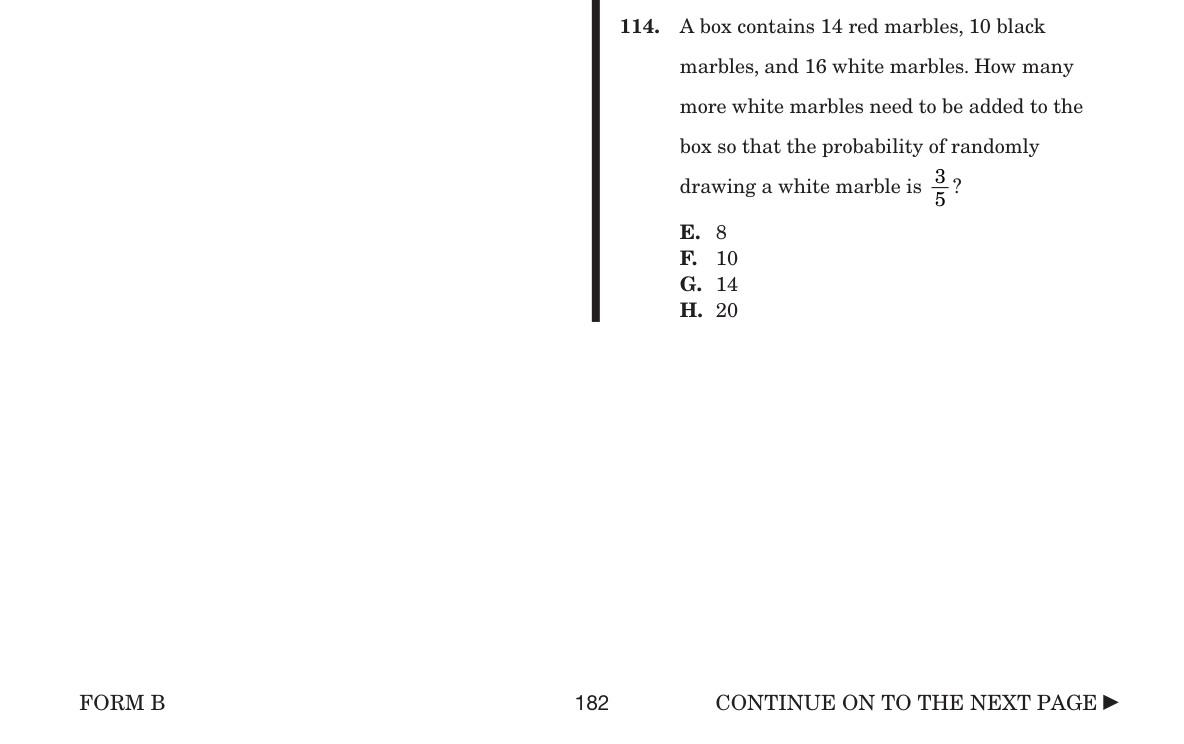 114. A box contains 14 red marbles, 10 black
marbles, and 16 white marbles. How many
more white marbles need to be added to the
box so that the probability of randomly
drawing a white marble is 3/5?
E. 8
F. 10
G. 14
H. 20
FORM B 182 CONTINUE ON TO THE NEXT PAGE ►